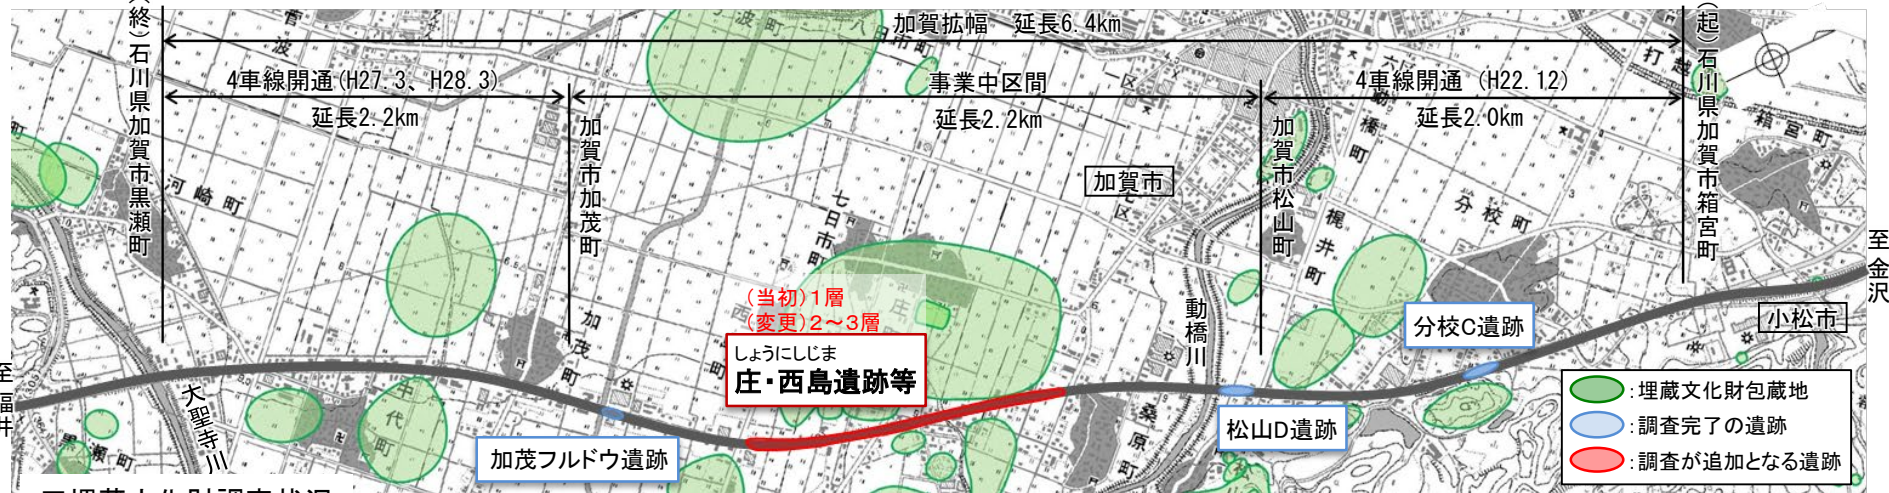 加賀拡幅 延長6.4km
(終)石川県加賀市黒瀬町
(起)石川県加賀市箱宮町
4車線開通(H27.3、H28.3)
延長2.2km
事業中区間
延長2.2km
4車線開通 (H22.12)
延長2.0km
加賀市加茂町
加賀市松山町
加賀市
小松市
八日市町
打越
箱宮町
動橋町
河崎町
七日市町
分校町
梶井町
加茂町
動橋川
桑原町
千代町
黒瀬町
大聖寺川
至福井
至金沢
(当初)1層
(変更)2~3層
しょうにしじま
庄・西島遺跡等
加茂フルドウ遺跡
松山D遺跡
分校C遺跡
:埋蔵文化財包蔵地
:調査完了の遺跡
:調査が追加となる遺跡